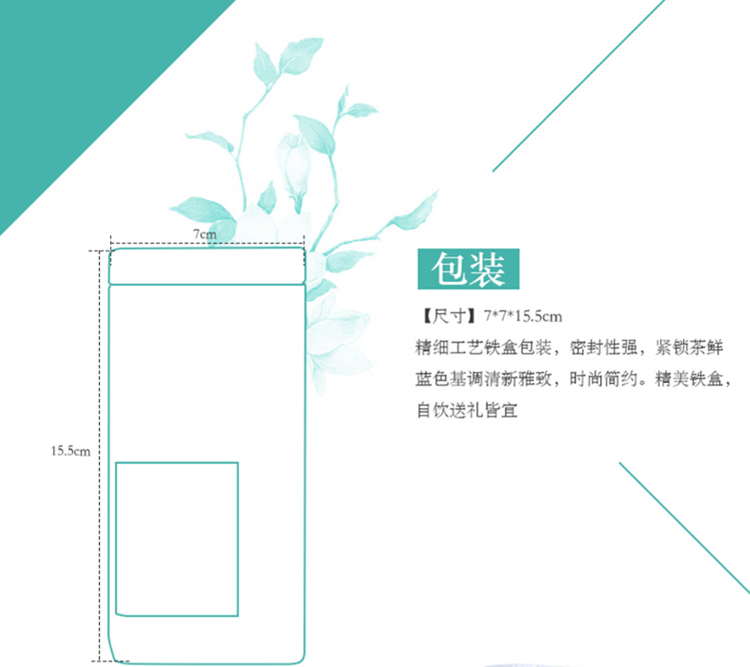 7cm
包装
【尺寸】7*7*15.5cm
精细工艺铁盒包装，密封性强，紧锁茶鲜
蓝色基调清新雅致，时尚简约。精美铁盒，
自饮送礼皆宜
15.5cm